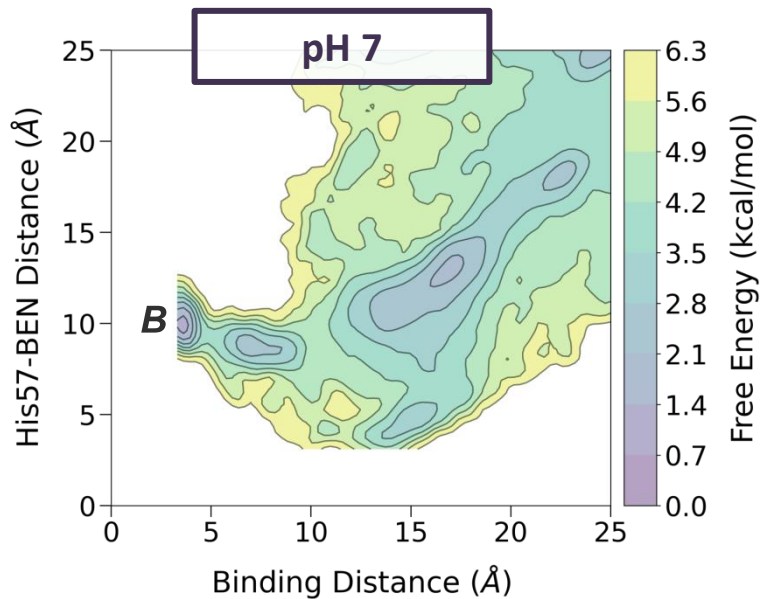 pH 7
25
20
15
10
5
0
His57-BEN Distance (Å)
B
0 5 10 15 20 25
Binding Distance (Å)
6.3
5.6
4.9
4.2
3.5
2.8
2.1
1.4
0.7
0.0
Free Energy (kcal/mol)